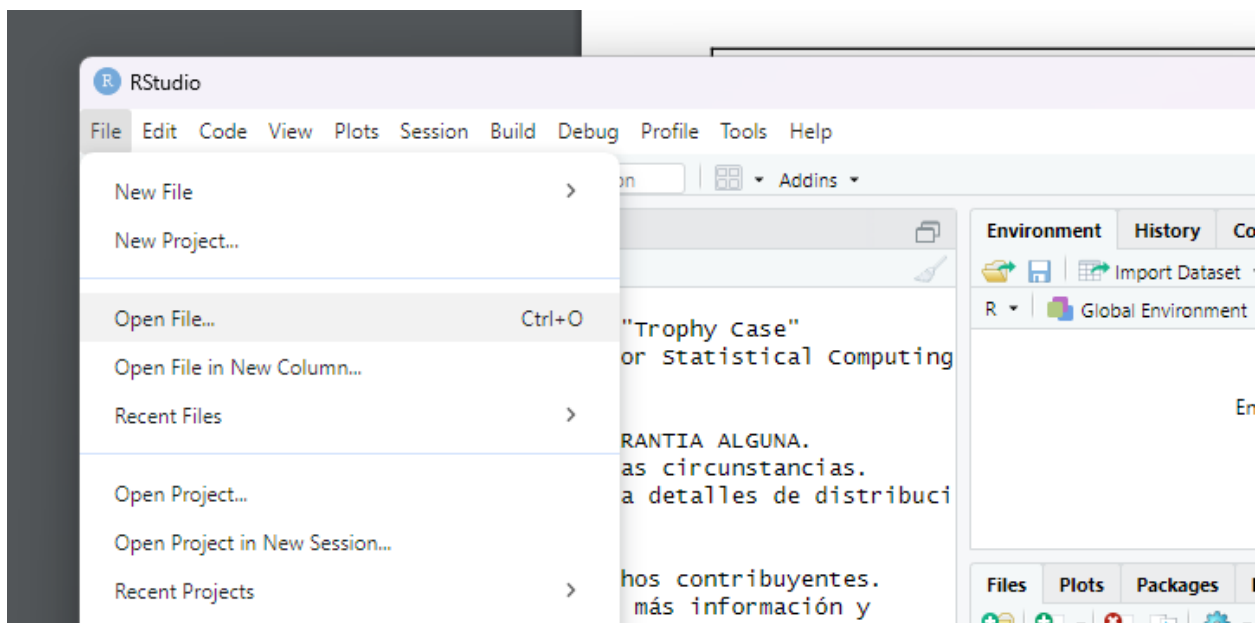 RStudio
File Edit Code View Plots Session Build Debug Profile Tools Help
Addins
New File
New Project...
Open File... Ctrl+O
Open File in New Column...
Recent Files
Open Project...
Open Project in New Session...
Recent Projects
"Trophy Case"
or Statistical Computing
RANTIA ALGUNA.
as circunstancias.
a detalles de distribuci
hos contribuyentes.
más información y
Environment History Co
Import Dataset
R Global Environment
En
Files Plots Packages